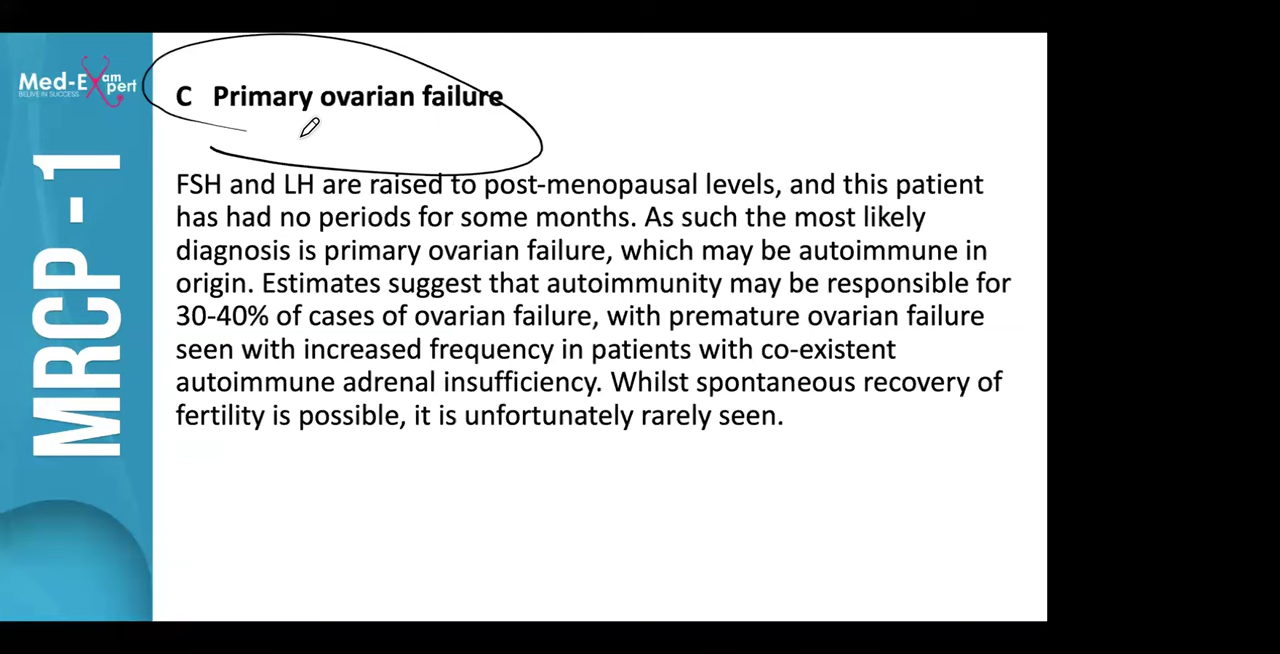 Med-Exam
pert
BELIVE IN SUCCESS
MRCP - 1
C Primary ovarian failure
FSH and LH are raised to post-menopausal levels, and this patient
has had no periods for some months. As such the most likely
diagnosis is primary ovarian failure, which may be autoimmune in
origin. Estimates suggest that autoimmunity may be responsible for
30-40% of cases of ovarian failure, with premature ovarian failure
seen with increased frequency in patients with co-existent
autoimmune adrenal insufficiency. Whilst spontaneous recovery of
fertility is possible, it is unfortunately rarely seen.